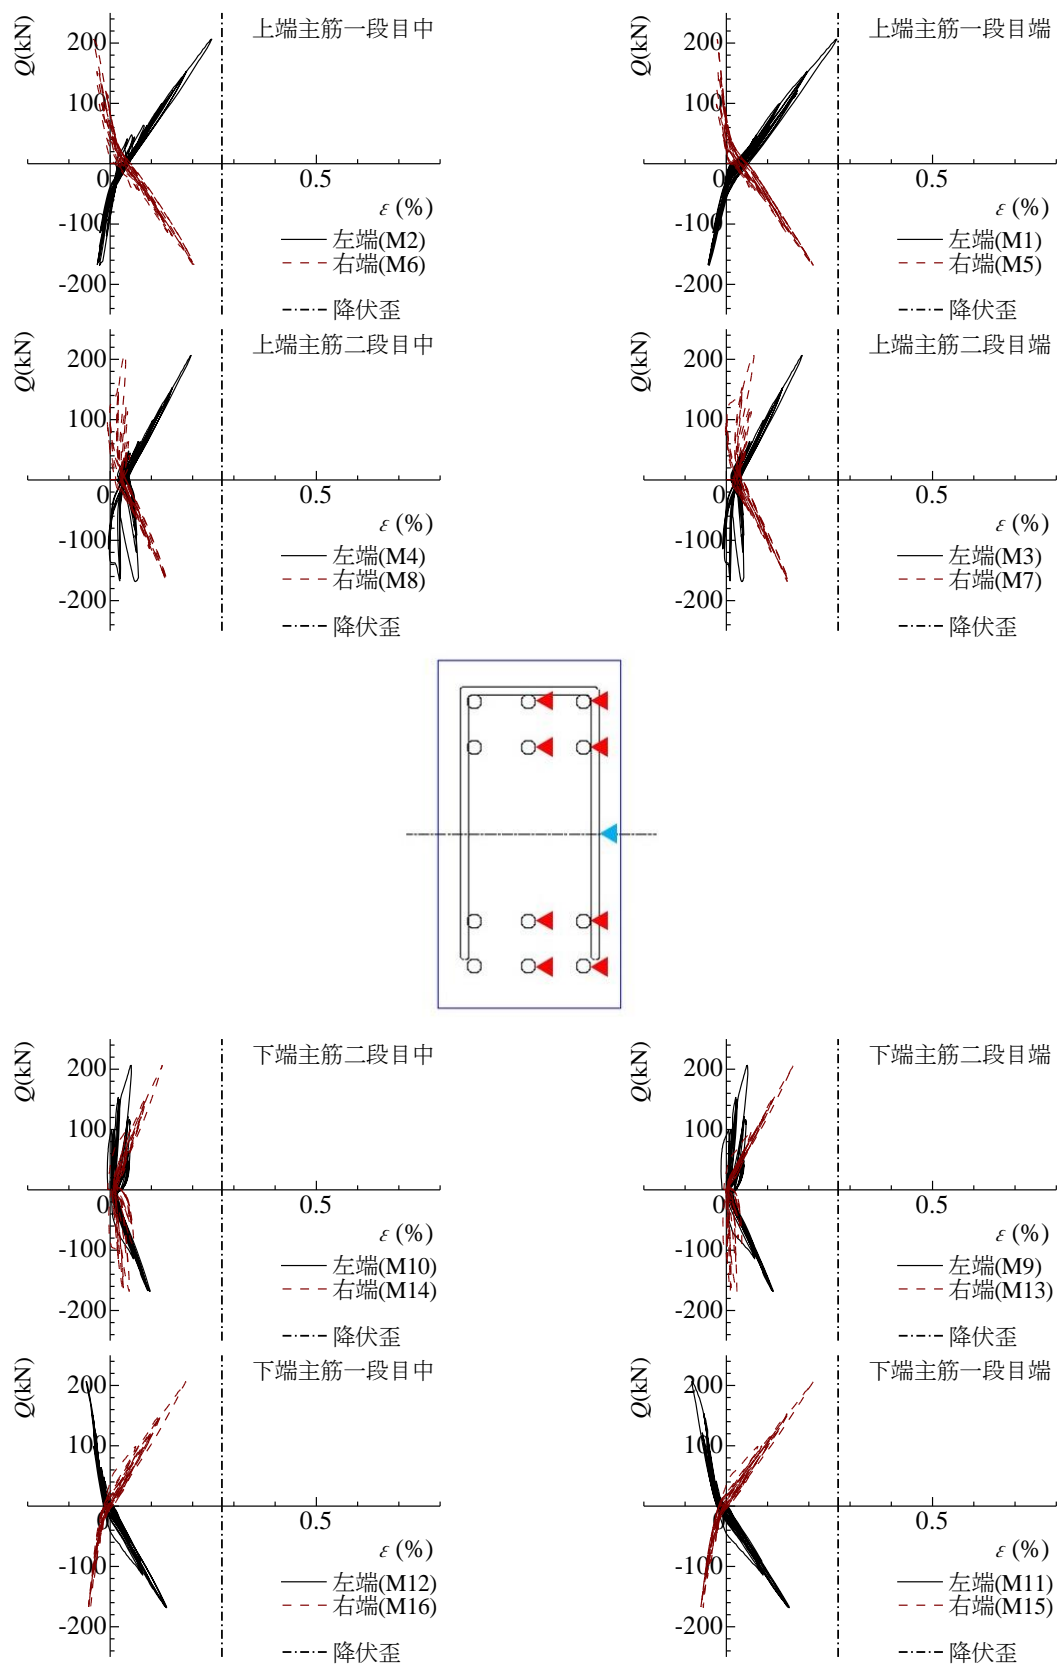 上端主筋一段目中
Q(kN)
200
100
0
0.5
-100
-200
ε (%)
左端(M2)
右端(M6)
降伏歪
上端主筋一段目端
Q(kN)
200
100
0
0.5
-100
-200
ε (%)
左端(M1)
右端(M5)
降伏歪
上端主筋二段目中
Q(kN)
200
100
0
0.5
-100
-200
ε (%)
左端(M4)
右端(M8)
降伏歪
上端主筋二段目端
Q(kN)
200
100
0
0.5
-100
-200
ε (%)
左端(M3)
右端(M7)
降伏歪
下端主筋二段目中
Q(kN)
200
100
0
0.5
-100
-200
ε (%)
左端(M10)
右端(M14)
降伏歪
下端主筋二段目端
Q(kN)
200
100
0
0.5
-100
-200
ε (%)
左端(M9)
右端(M13)
降伏歪
下端主筋一段目中
Q(kN)
200
100
0.5
-100
-200
ε (%)
左端(M12)
右端(M16)
降伏歪
下端主筋一段目端
Q(kN)
200
100
0.5
-100
-200
ε (%)
左端(M11)
右端(M15)
降伏歪